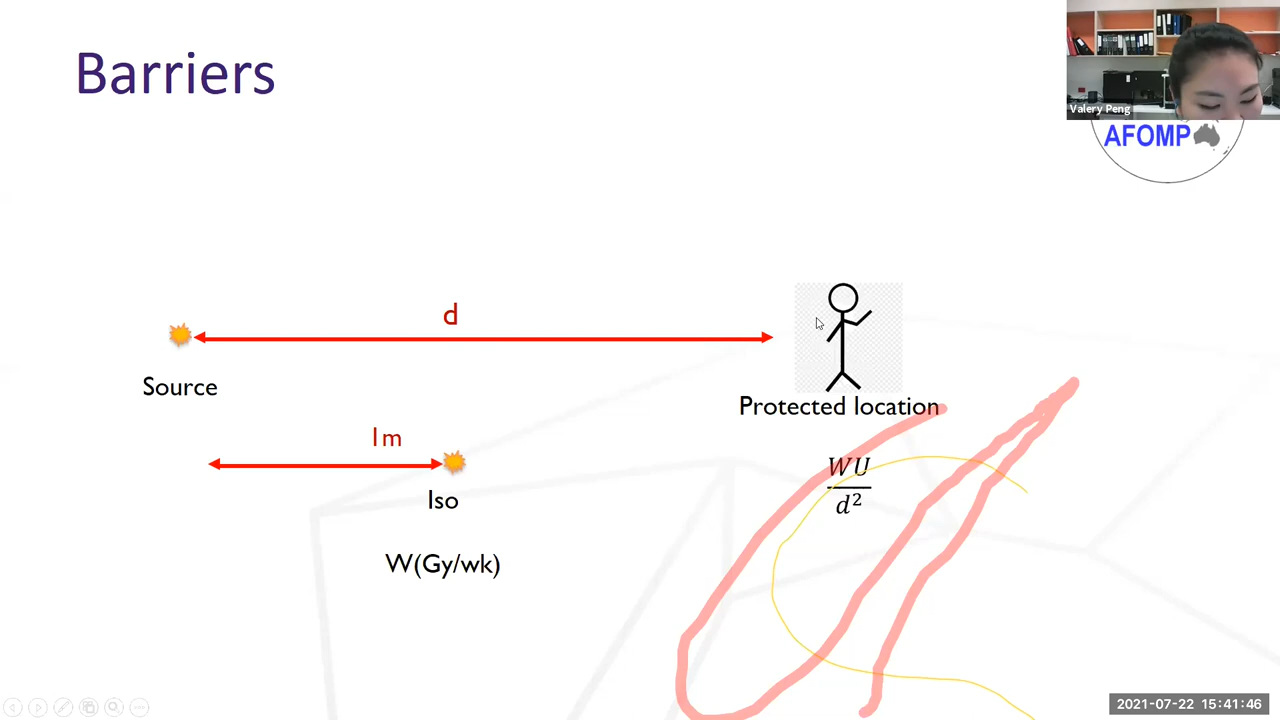 Barriers
Valery Peng
AFOMP
d
Source
Protected location
1m
Iso
WU
d²
W(Gy/wk)
2021-07-22 15:41:46